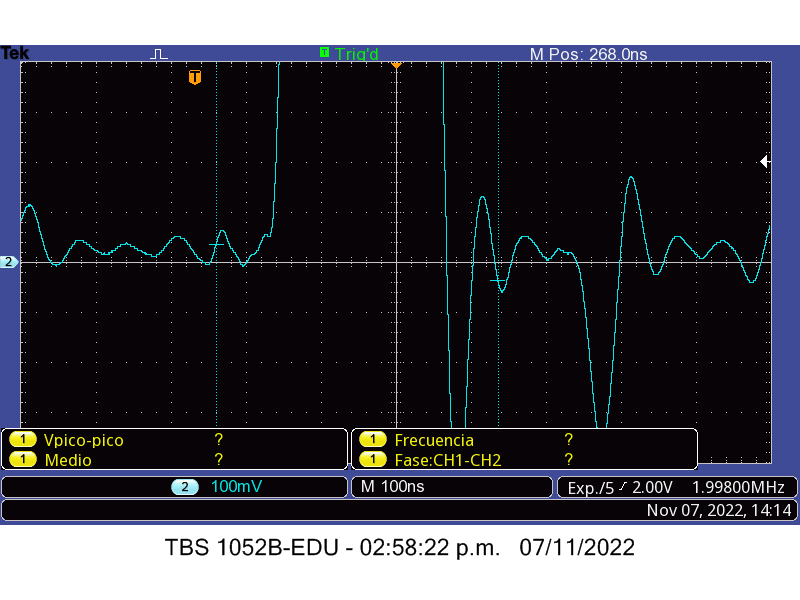 Tek T Trig'd M Pos: 268.0ns
T
2
1 Vpico-pico ? 1 Frecuencia ?
1 Medio ? 1 Fase:CH1-CH2 ?
2 100mV M 100ns Exp./5 2.00V 1.99800MHz
Nov 07, 2022, 14:14
TBS 1052B-EDU - 02:58:22 p.m. 07/11/2022